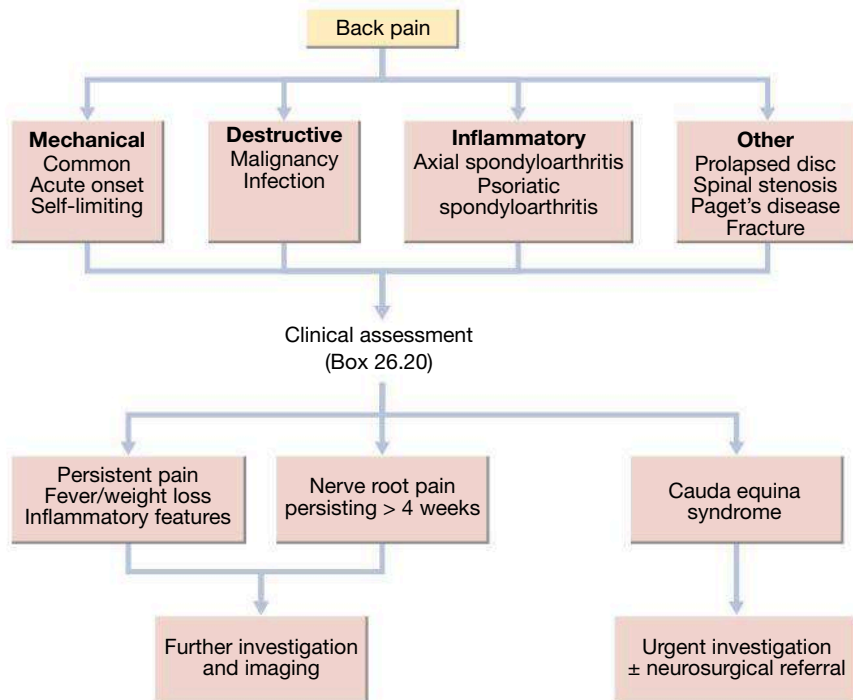 Back pain
Mechanical
Common
Acute onset
Self-limiting
Destructive
Malignancy
Infection
Inflammatory
Axial spondyloarthritis
Psoriatic
spondyloarthritis
Other
Prolapsed disc
Spinal stenosis
Paget's disease
Fracture
Clinical assessment
(Box 26.20)
Persistent pain
Fever/weight loss
Inflammatory features
Nerve root pain
persisting > 4 weeks
Cauda equina
syndrome
Further investigation
and imaging
Urgent investigation
± neurosurgical referral